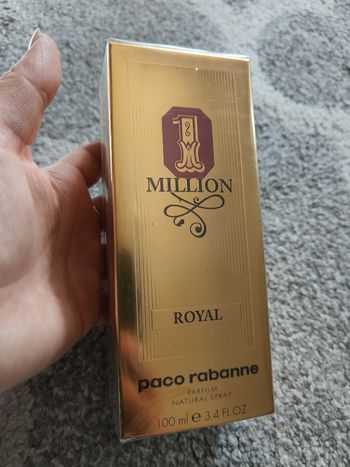 1
MILLION
ROYAL
paco rabanne
PARFUM
NATURAL SPRAY
100 ml e 3.4 FL OZ